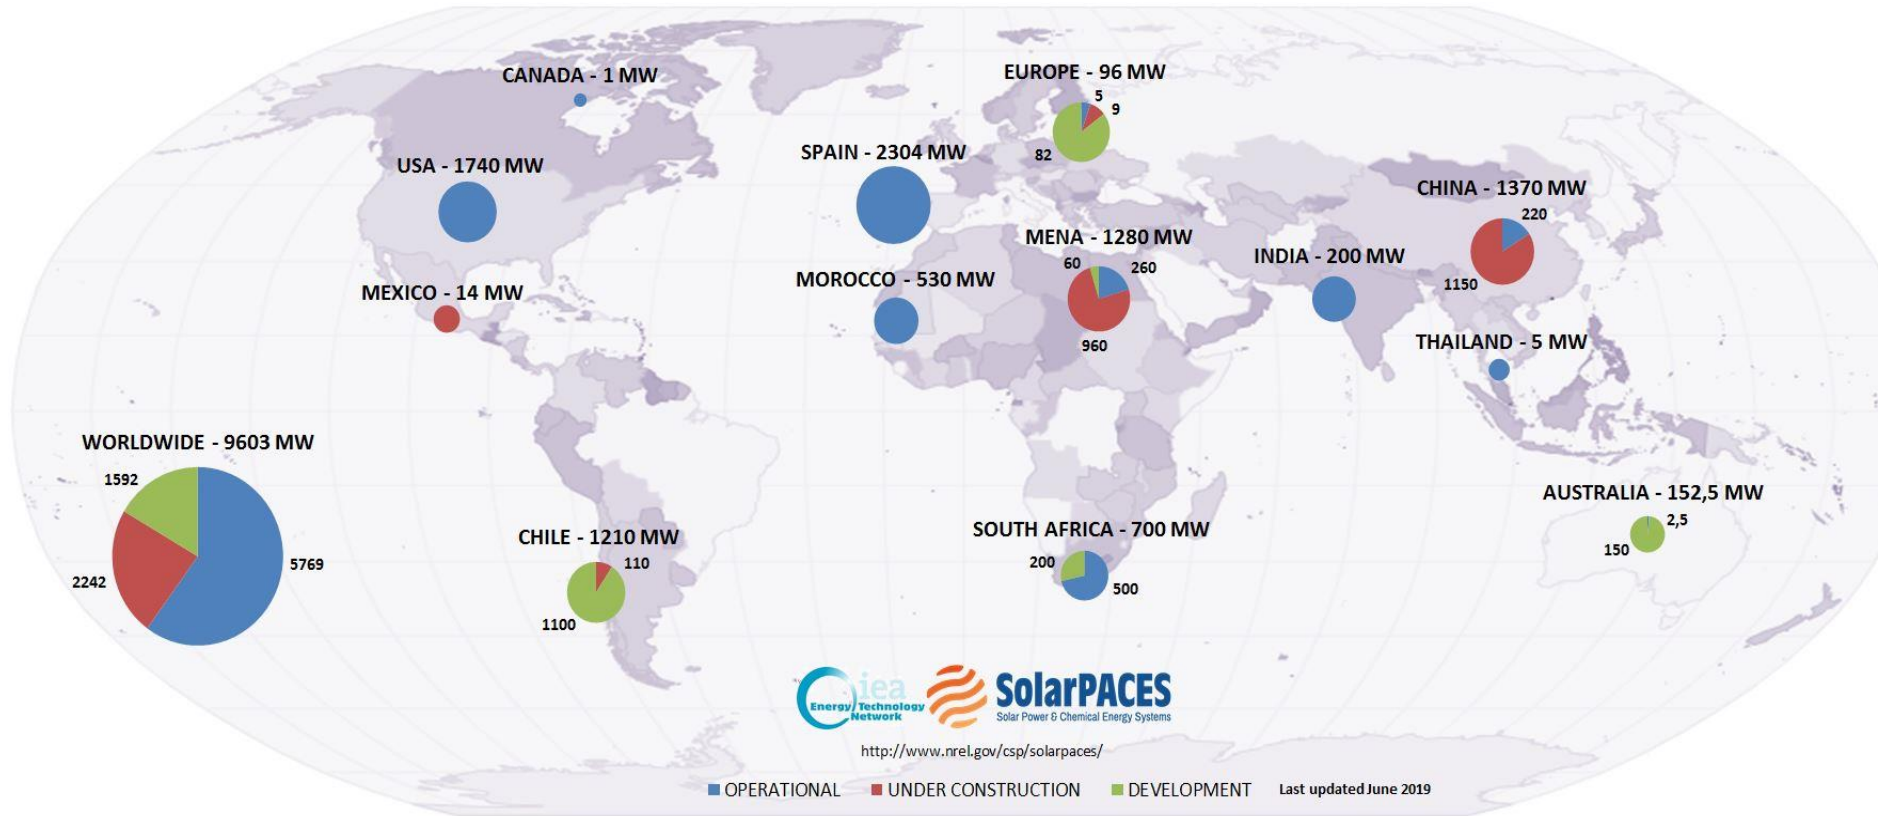 CANADA - 1 MW
EUROPE - 96 MW
5
9
82
USA - 1740 MW
SPAIN - 2304 MW
CHINA - 1370 MW
220
1150
MENA - 1280 MW
60
260
960
INDIA - 200 MW
MOROCCO - 530 MW
MEXICO - 14 MW
THAILAND - 5 MW
WORLDWIDE - 9603 MW
1592
2242
5769
AUSTRALIA - 152,5 MW
2,5
150
CHILE - 1210 MW
110
1100
SOUTH AFRICA - 700 MW
200
500
iea
Energy Technology
Network
SolarPACES
Solar Power & Chemical Energy Systems
http://www.nrel.gov/csp/solarpaces/
OPERATIONAL UNDER CONSTRUCTION DEVELOPMENT Last updated June 2019